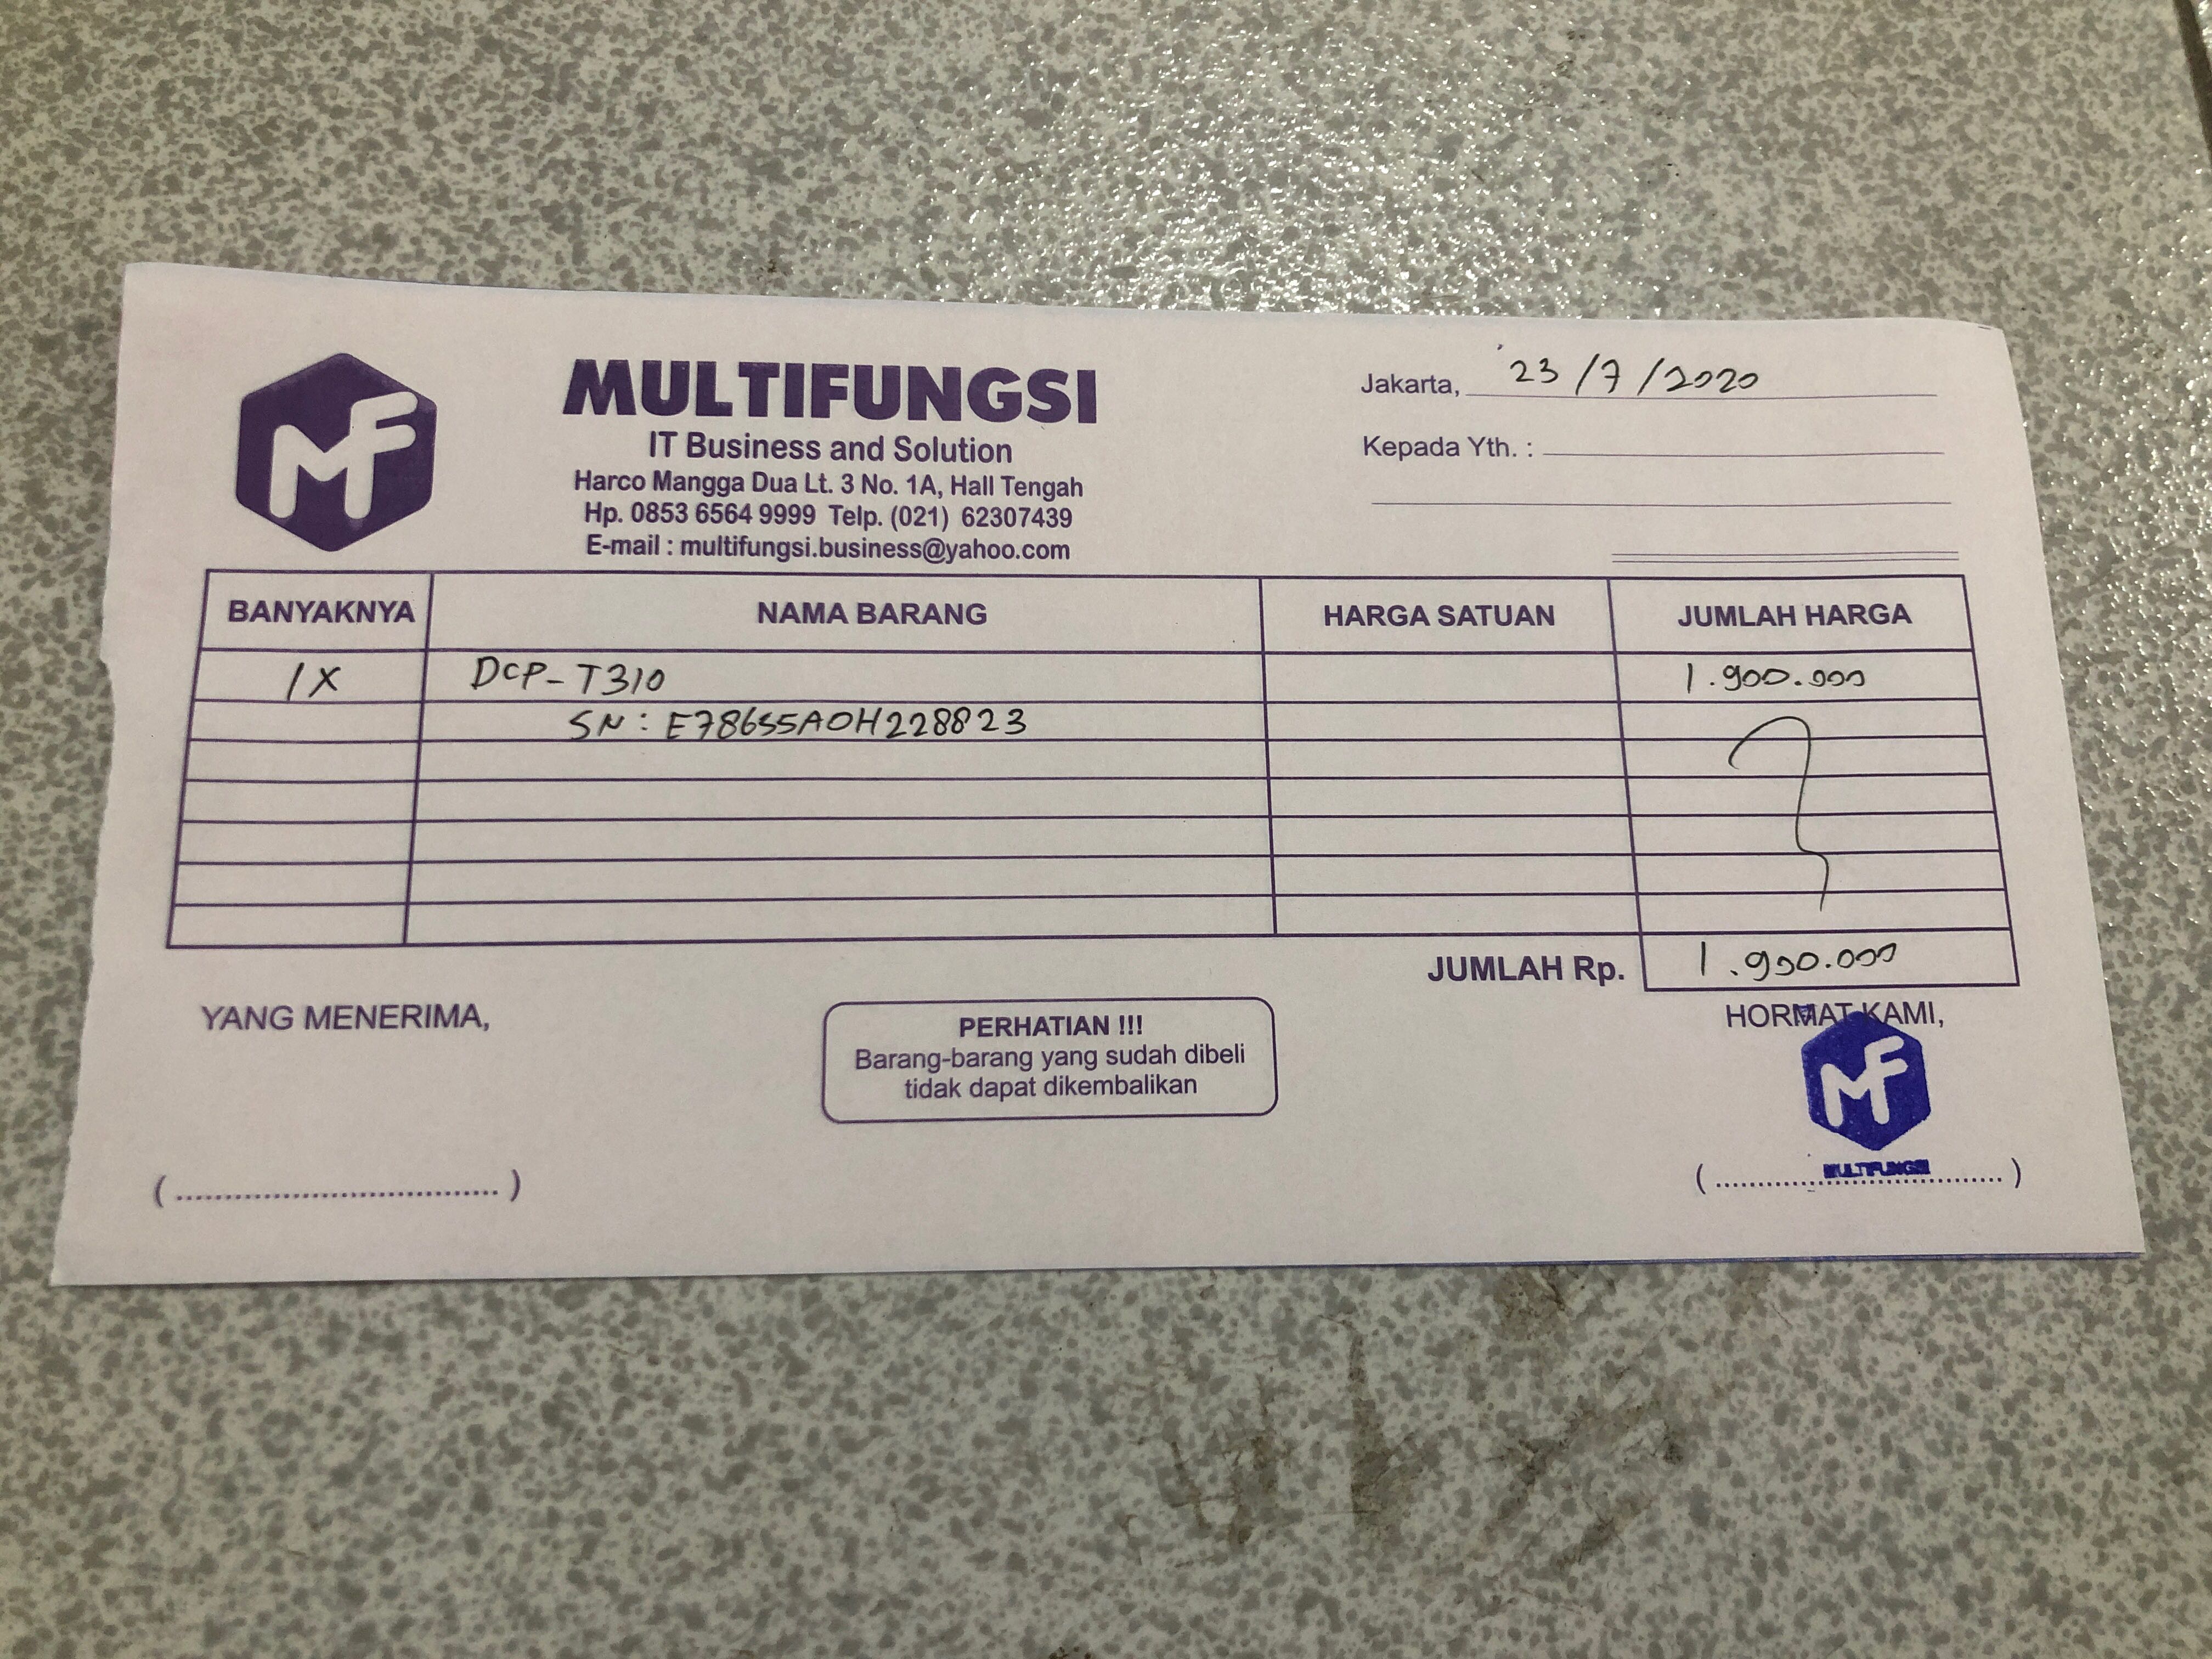 MF
MULTIFUNGSI
IT Business and Solution
Harco Mangga Dua Lt. 3 No. 1A, Hall Tengah
Hp. 0853 6564 9999 Telp. (021) 62307439
E-mail : multifungsi.business@yahoo.com
Jakarta, 23/7/2020
Kepada Yth. :
BANYAKNYA NAMA BARANG HARGA SATUAN JUMLAH HARGA
1X DCP-T310 1.900.000
SN : E78655A0H228823
JUMLAH Rp. 1.900.000
YANG MENERIMA,
PERHATIAN !!!
Barang-barang yang sudah dibeli
tidak dapat dikembalikan
HORMAT KAMI,
MF
MULTIFUNGSI
(................................)
(................................)